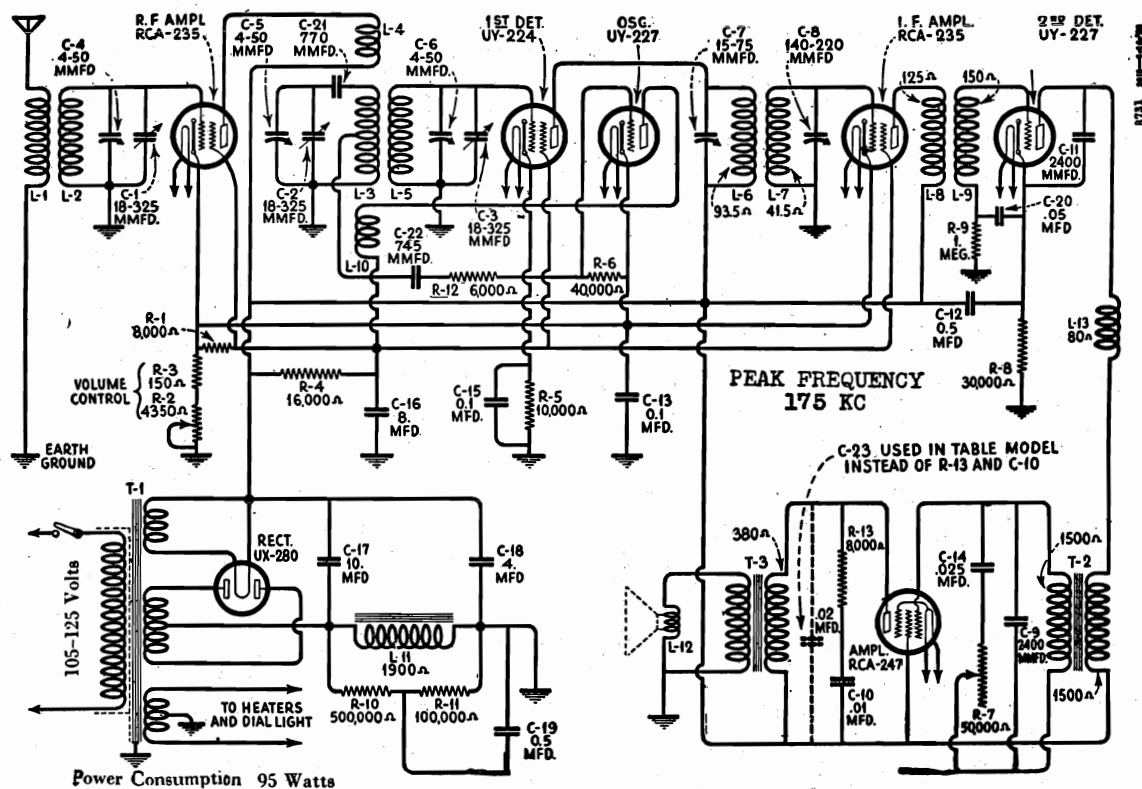 R.F AMPL.
RCA-235
C-4
4-50
MMFD
C-1
18-325
MMFD.
L-1
L-2
C-5
4-50
MMFD
C-21
770
MMFD.
L-4
C-2
18-325
MMFD.
L-3
L-5
C-6
4-50
MMFD
1ST DET.
UY-224
C-3
18-325
MMFD
OSC.
UY-227
C-7
15-75
MMFD.
C-8
140-220
MMFD
L-6
93.5Ω
L-7
41.5Ω
I.F. AMPL.
RCA-235
125Ω
150Ω
L-8
L-9
2ND DET.
UY-227
C-11
2400
MMFD.
C-20
.05
MFD
R-9
1.
MEG.
L-10
C-22
745
MMFD.
R-12
6,000Ω
R-6
40,000Ω
C-12
0.5
MFD
L-13
80Ω
R-1
8,000Ω
R-3
150Ω
R-2
4350Ω
VOLUME
CONTROL
R-4
16,000Ω
C-16
8.
MFD.
C-15
0.1
MFD.
R-5
10,000Ω
C-13
0.1
MFD.
R-8
30,000Ω
PEAK FREQUENCY
175 KC
EARTH
GROUND
C-23 USED IN TABLE MODEL
INSTEAD OF R-13 AND C-10
T-1
105-125 Volts
RECT.
UX-280
C-17
10.
MFD
C-18
4.
MFD
L-11
1900Ω
R-10
500,000Ω
R-11
100,000Ω
C-19
0.5
MFD.
TO HEATERS
AND DIAL LIGHT
Power Consumption 95 Watts
L-12
T-3
380Ω
.02
MFD.
R-13
8,000Ω
C-10
.01
MFD.
AMPL.
RCA-247
C-14
.025
MFD.
R-7
50,000Ω
C-9
2400
MMFD.
1500Ω
T-2
1500Ω